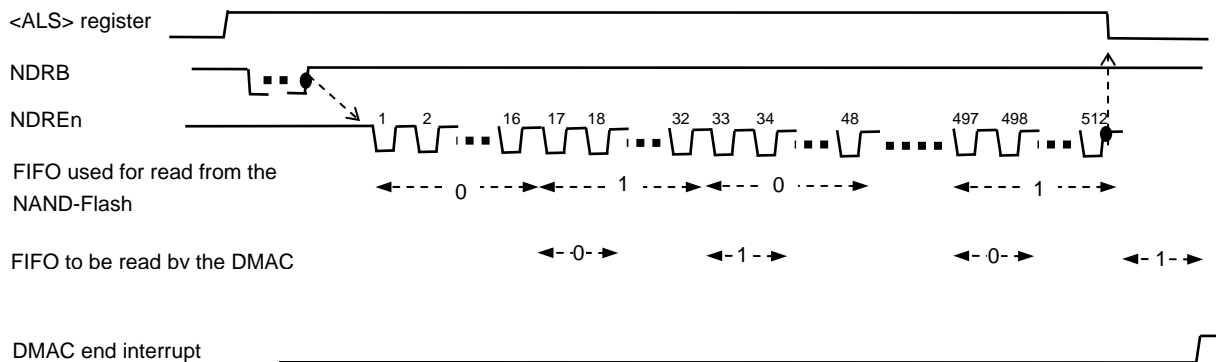 <ALS> register
NDRB
NDREn
1 2 16 17 18 32 33 34 48 497 498 512
FIFO used for read from the
NAND-Flash
0 1 0 1
FIFO to be read by the DMAC
0 1 0 1
DMAC end interrupt